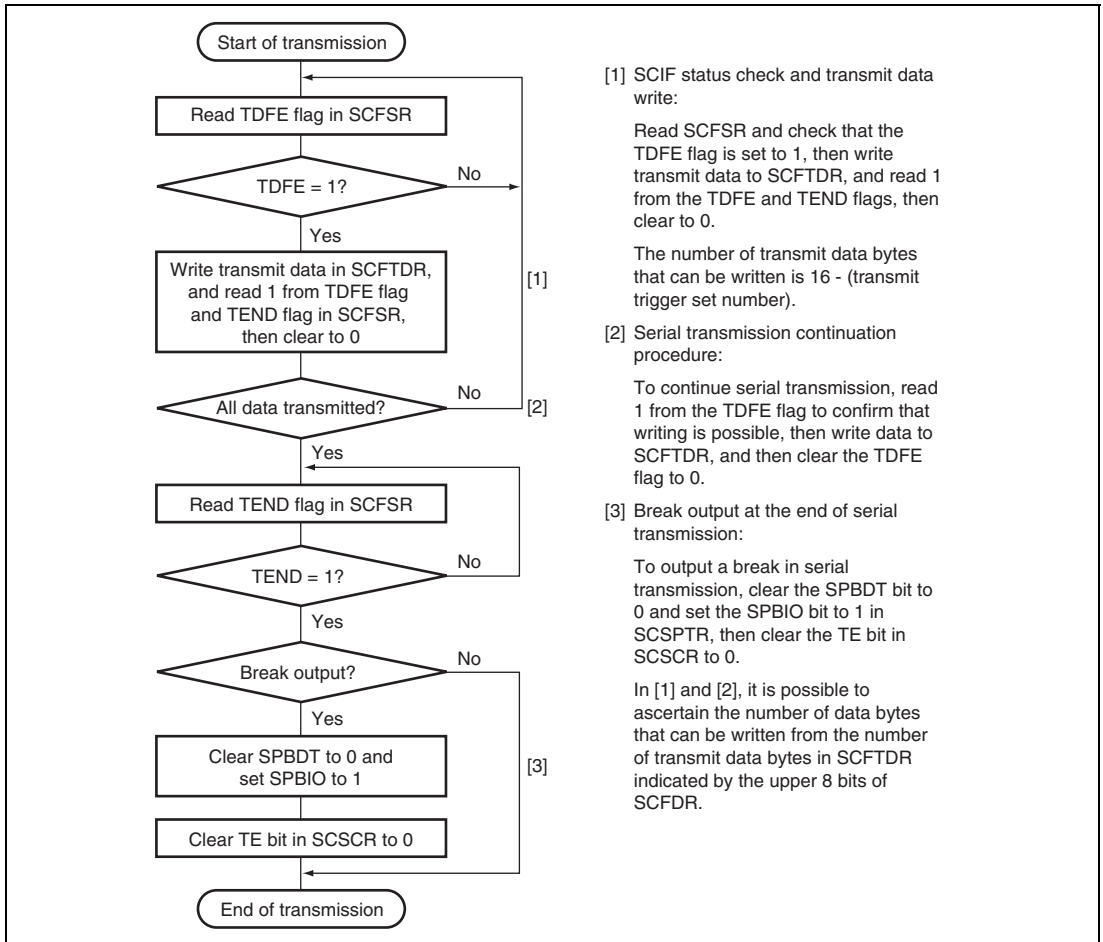 Start of transmission
Read TDFE flag in SCFSR
TDFE = 1?
No
Yes
Write transmit data in SCFTDR,
and read 1 from TDFE flag
and TEND flag in SCFSR,
then clear to 0
[1]
All data transmitted?
No
[2]
Yes
Read TEND flag in SCFSR
TEND = 1?
No
Yes
Break output?
No
Yes
Clear SPBDT to 0 and
set SPBIO to 1
[3]
Clear TE bit in SCSCR to 0
End of transmission
[1] SCIF status check and transmit data
write:
Read SCFSR and check that the
TDFE flag is set to 1, then write
transmit data to SCFTDR, and read 1
from the TDFE and TEND flags, then
clear to 0.
The number of transmit data bytes
that can be written is 16 - (transmit
trigger set number).
[2] Serial transmission continuation
procedure:
To continue serial transmission, read
1 from the TDFE flag to confirm that
writing is possible, then write data to
SCFTDR, and then clear the TDFE
flag to 0.
[3] Break output at the end of serial
transmission:
To output a break in serial
transmission, clear the SPBDT bit to
0 and set the SPBIO bit to 1 in
SCSPTR, then clear the TE bit in
SCSCR to 0.
In [1] and [2], it is possible to
ascertain the number of data bytes
that can be written from the number
of transmit data bytes in SCFTDR
indicated by the upper 8 bits of
SCFDR.